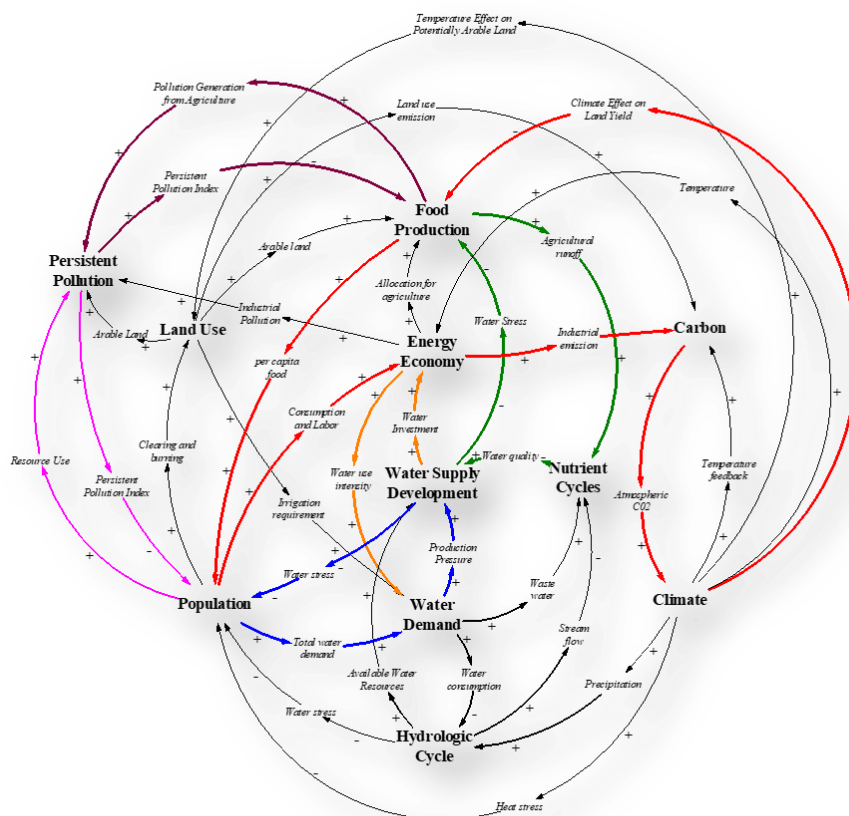 Temperature Effect on
Potentially Arable Land
Pollution Generation
from Agriculture
Land use
emission
Climate Effect on
Land Yield
Persistent
Pollution Index
Temperature
Food
Production
Arable land
Agricultural
runoff
Persistent
Pollution
Allocation for
agriculture
Industrial
Pollution
Arable Land
Land Use
Energy
Economy
Water Stress
Industrial
emission
Carbon
per capita
food
Consumption
and Labor
Water
Investment
Clearing and
burning
Resource Use
Persistent
Pollution Index
Water use
intensity
Water Supply
Development
Water quality
Nutrient
Cycles
Temperature
feedback
Irrigation
requirement
Atmospheric
C02
Production
Pressure
Water stress
Population
Water
Demand
Waste
water
Climate
Total water
demand
Stream
flow
Available Water
Resources
Water
consumption
Precipitation
Water stress
Hydrologic
Cycle
Heat stress